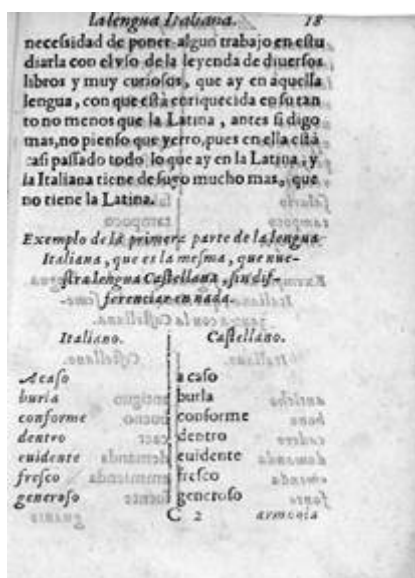 la lengua Italiana. 18
necessidad de poner algun trabajo en estu
diarla con el vso de la leyenda de diuersos
libros y muy curiosos, que ay en aquella
lengua, con que està enriquecida en su tan
to no menos que la Latina, antes si digo
mas, no pienso que yerro, pues en ella està
casi passado todo lo que ay en la Latina, y
la Italiana tiene de suyo mucho mas, que
no tiene la Latina.
Exemplo de la primera parte de la lengua
Italiana, que es la mesma, que nue-
stra lengua Castellana, sin dif-
ferenciar en nada.
Italiano. Castellano.
Acaso acaso
burla burla
conforme conforme
dentro dentro
euidente euidente
fresco fresco
generoso generoso
C 2 armonia